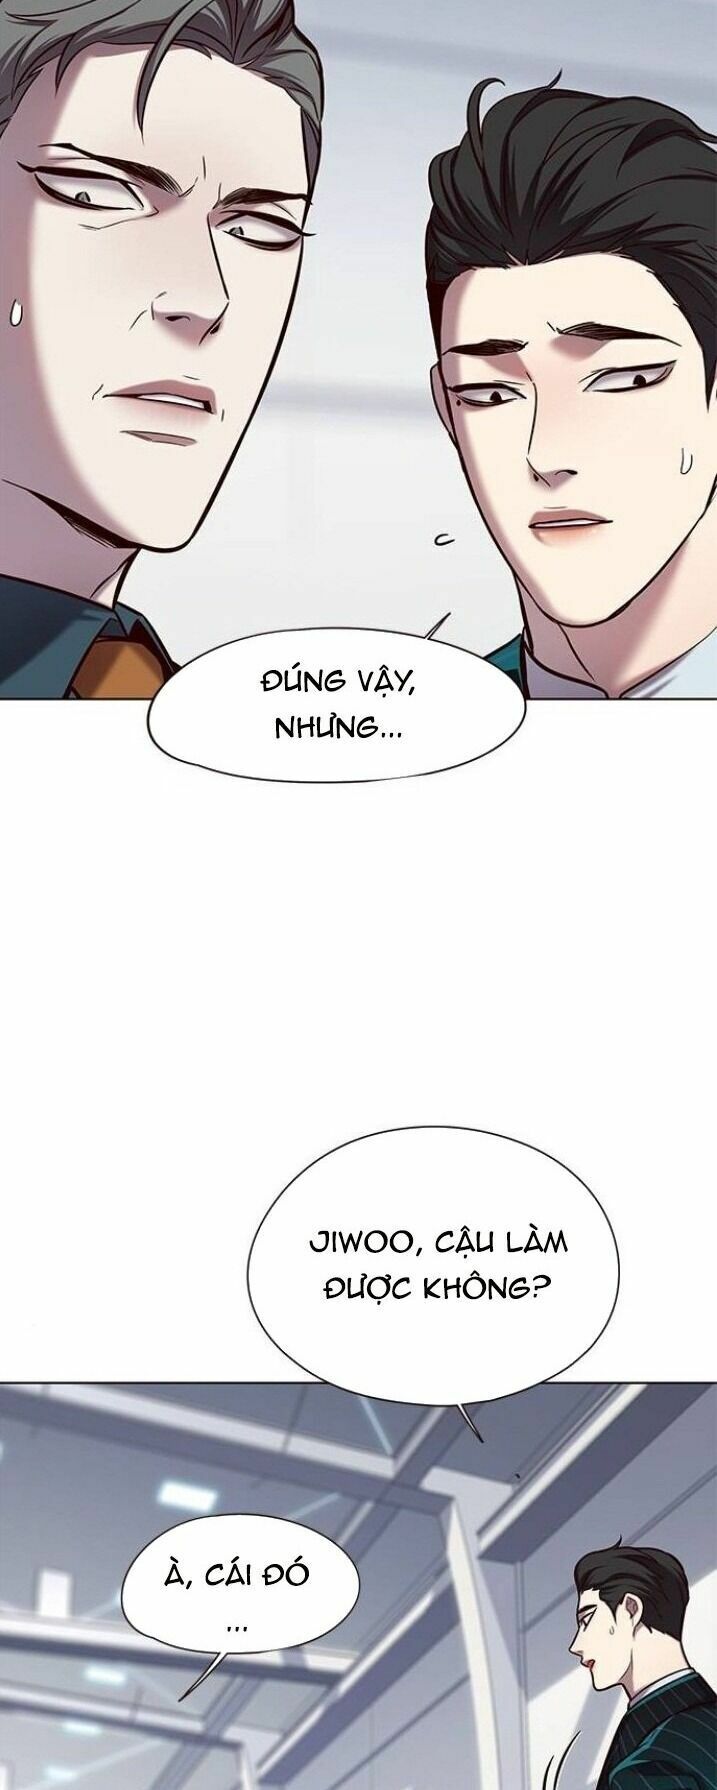 ĐÚNG VẬY,
NHƯNG...
JIWOO, CẬU LÀM
ĐƯỢC KHÔNG?
À, CÁI ĐÓ
...